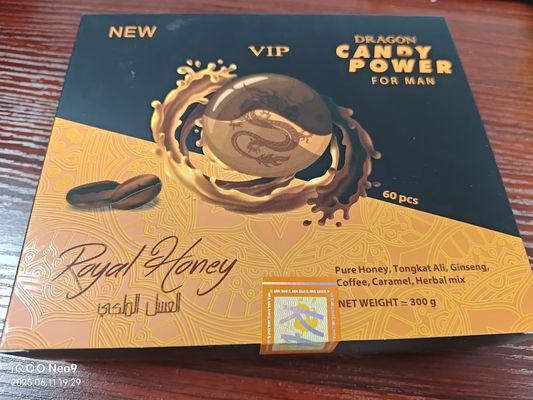 NEW
VIP
DRAGON
CANDY
POWER
FOR MAN
60 pcs
Royal Honey
العسل الملكي
Pure Honey, Tongkat Ali, Ginseng,
Coffee, Caramel, Herbal mix
NET WEIGHT ≃ 300 g
iQOO Neo9
2025.06.11 19:29